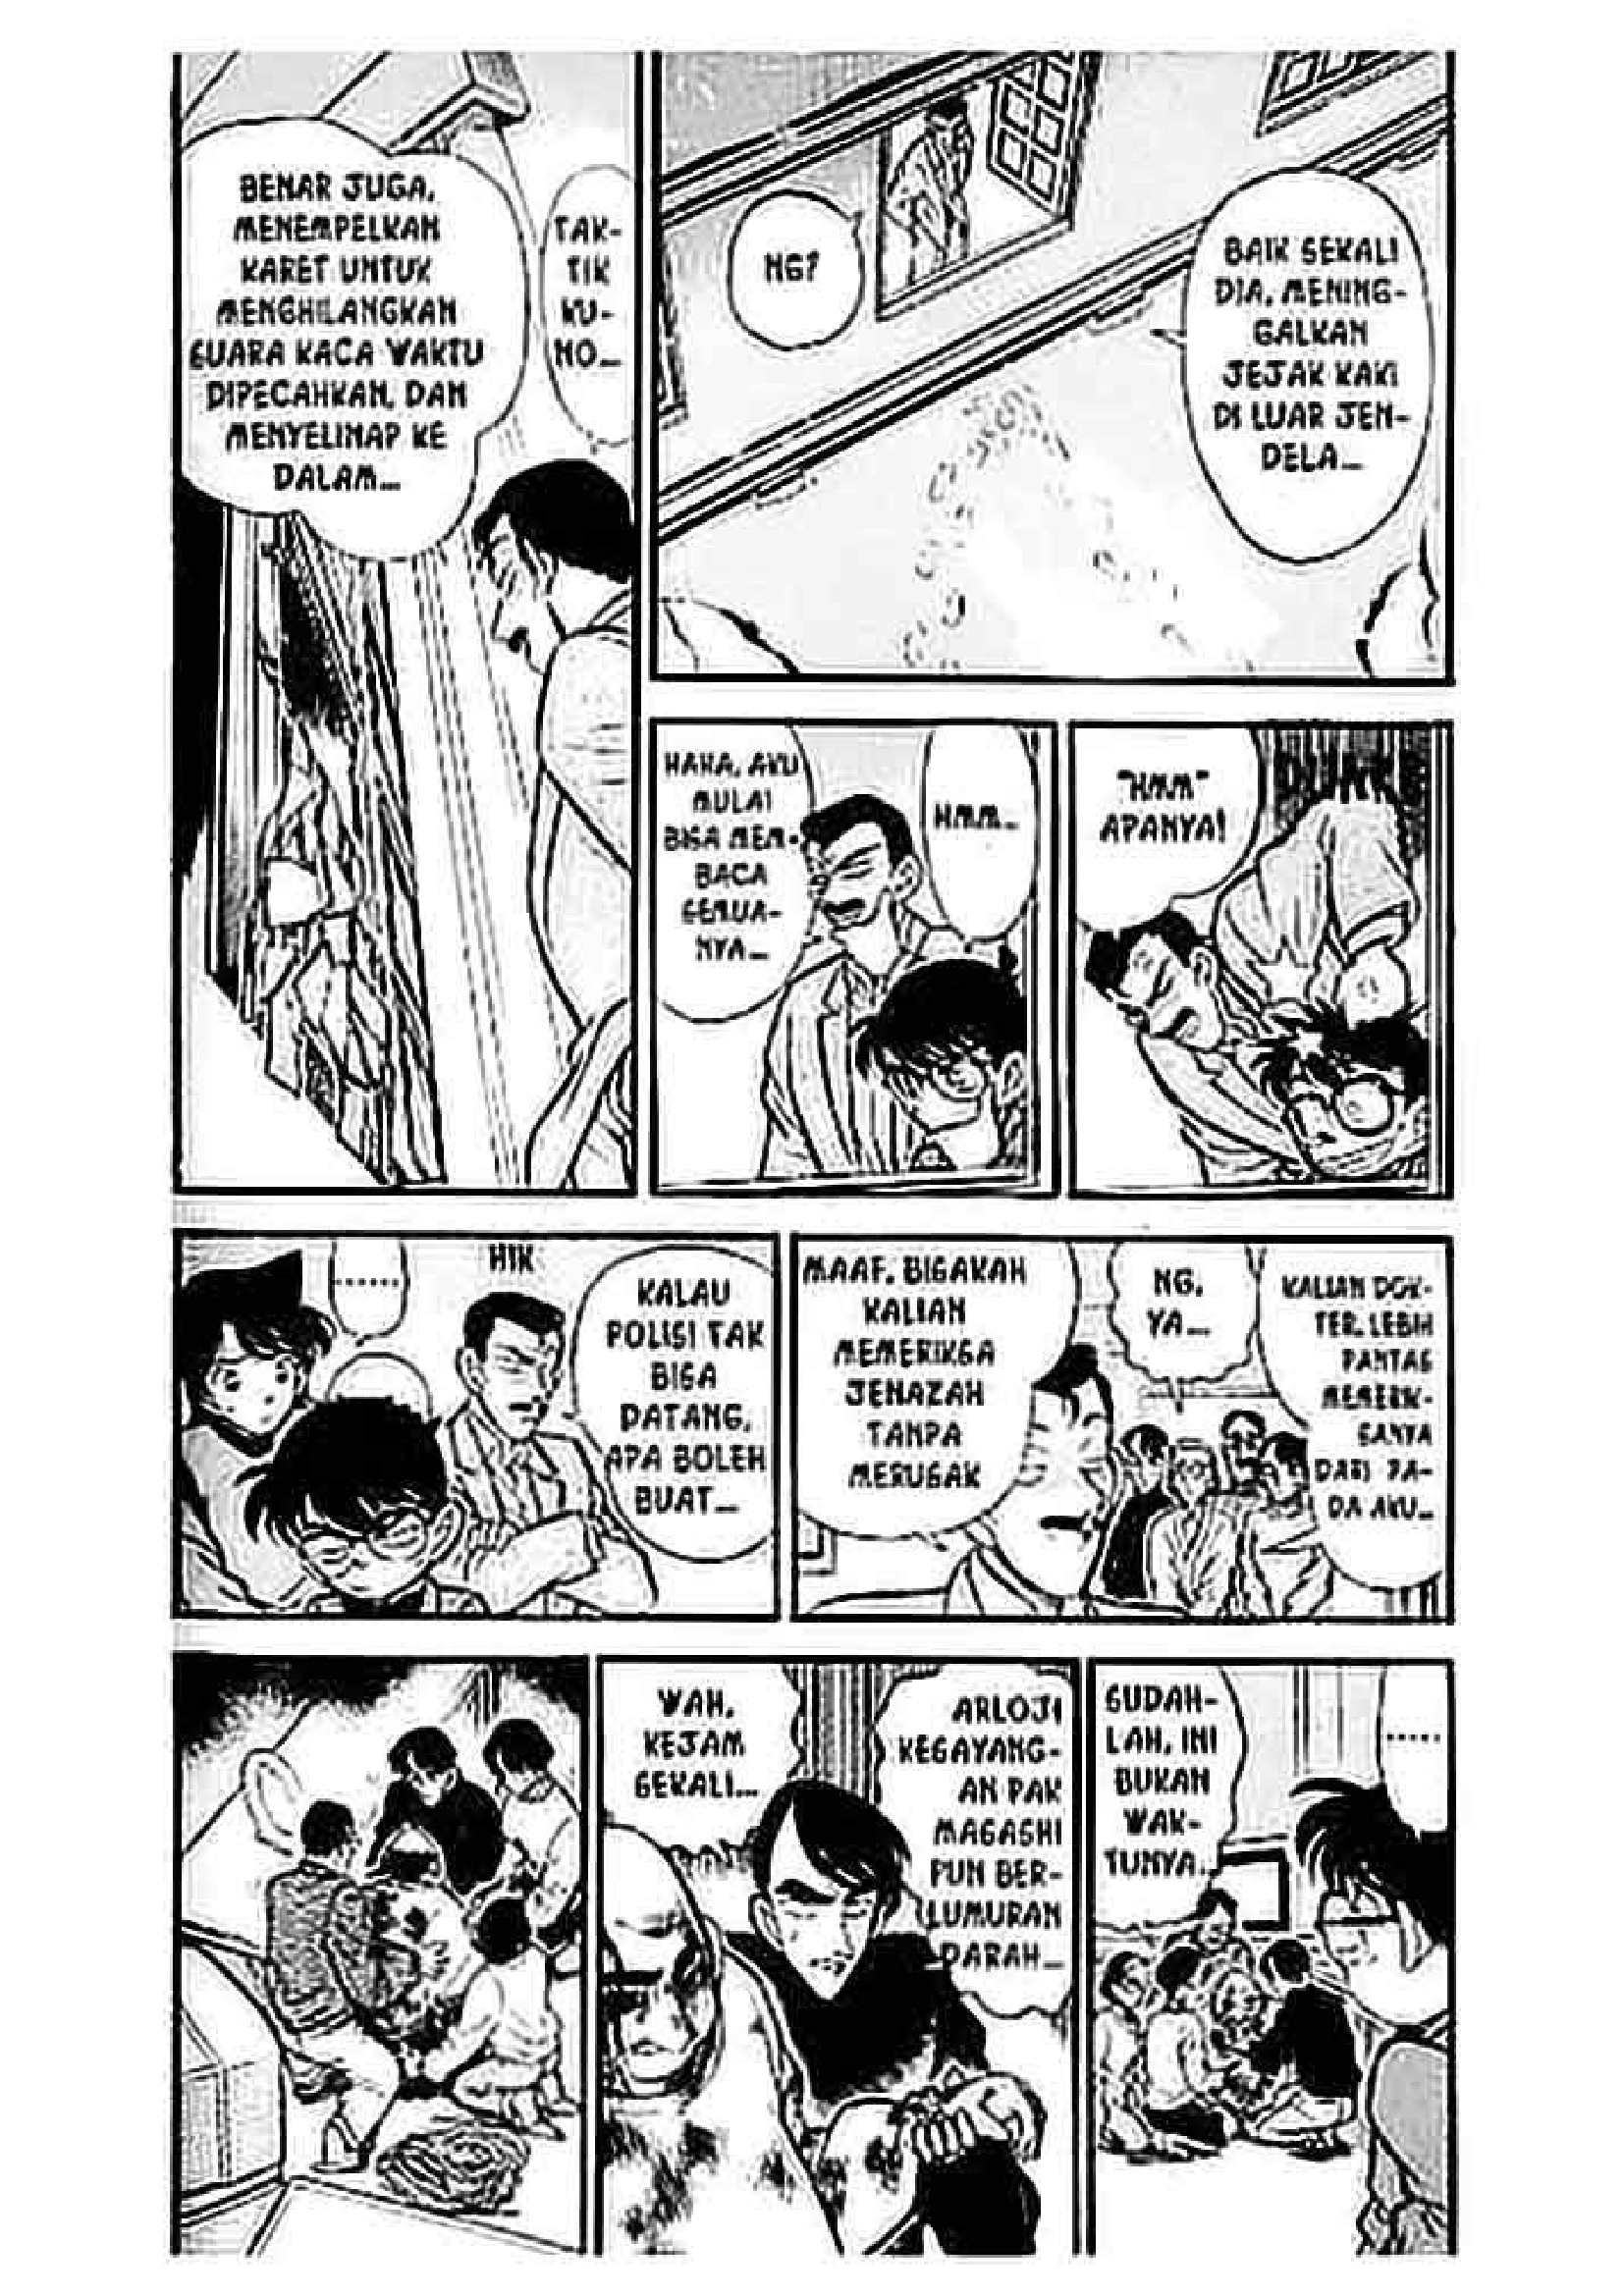 BENAR JUGA,
MENEMPELKAN
KARET UNTUK
MENGHILANGKAN
SUARA KACA WAKTU
DIPECAHKAN, DAN
MENYELINAP KE
DALAM...
TAK-
TIK
KU-
NO...
NG?
BAIK SEKALI
DIA, MENING-
GALKAN
JEJAK KAKI
DI LUAR JEN-
DELA...
HAHA, AKU
MULAI
BISA MEM-
BACA
SEMUA-
NYA...
HMM...
"HMM"
APANYA!
......
HIK
KALAU
POLISI TAK
BISA
DATANG,
APA BOLEH
BUAT...
MAAF, BISAKAH
KALIAN
MEMERIKSA
JENAZAH
TANPA
MERUSAK
NG,
YA...
KALIAN DOK-
TER, LEBIH
PANTAS
MEMERIK-
SANYA
DARI PA-
DA AKU...
WAH,
KEJAM
SEKALI...
ARLOJI
KESAYANG-
AN PAK
MASASHI
PUN BER-
LUMURAN
DARAH...
SUDAH-
LAH, INI
BUKAN
WAK-
TUNYA...
......